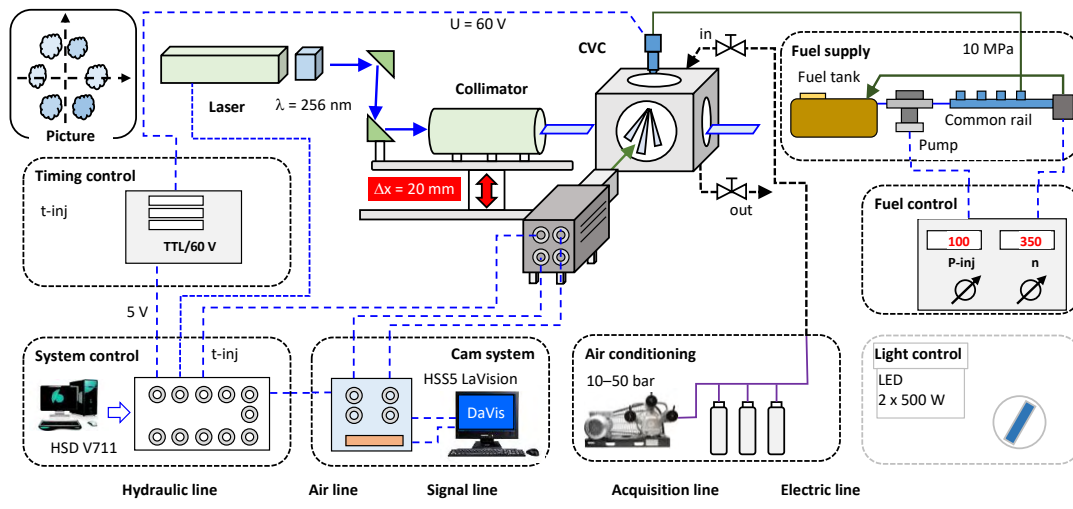 U = 60 V
in
CVC
Fuel supply
10 MPa
Fuel tank
Common rail
Pump
Laser
λ = 256 nm
Collimator
Picture
Timing control
t-inj
TTL/60 V
Δx = 20 mm
out
Fuel control
100
350
P-inj
n
5 V
System control
t-inj
HSD V711
Cam system
HSS5 LaVision
DaVis
Air conditioning
10–50 bar
Light control
LED
2 x 500 W
Hydraulic line
Air line
Signal line
Acquisition line
Electric line